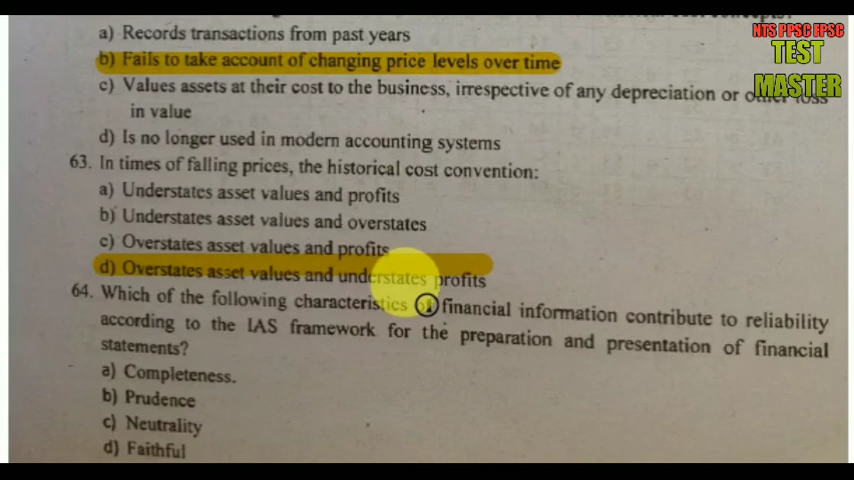 NTS PPSC FPSC
TEST
MASTER
a) Records transactions from past years
b) Fails to take account of changing price levels over time
c) Values assets at their cost to the business, irrespective of any depreciation or other loss
in value
d) Is no longer used in modern accounting systems
63. In times of falling prices, the historical cost convention:
a) Understates asset values and profits
b) Understates asset values and overstates
c) Overstates asset values and profits
d) Overstates asset values and understates profits
64. Which of the following characteristics of financial information contribute to reliability
according to the IAS framework for the preparation and presentation of financial
statements?
a) Completeness.
b) Prudence
c) Neutrality
d) Faithful